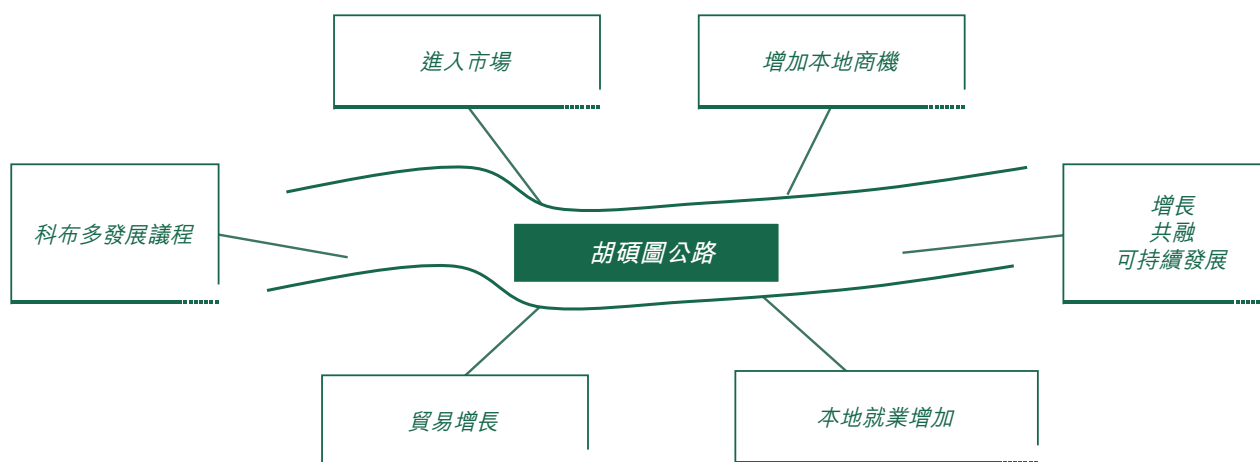 進入市場
增加本地商機
科布多發展議程
胡碩圖公路
增長
共融
可持續發展
貿易增長
本地就業增加